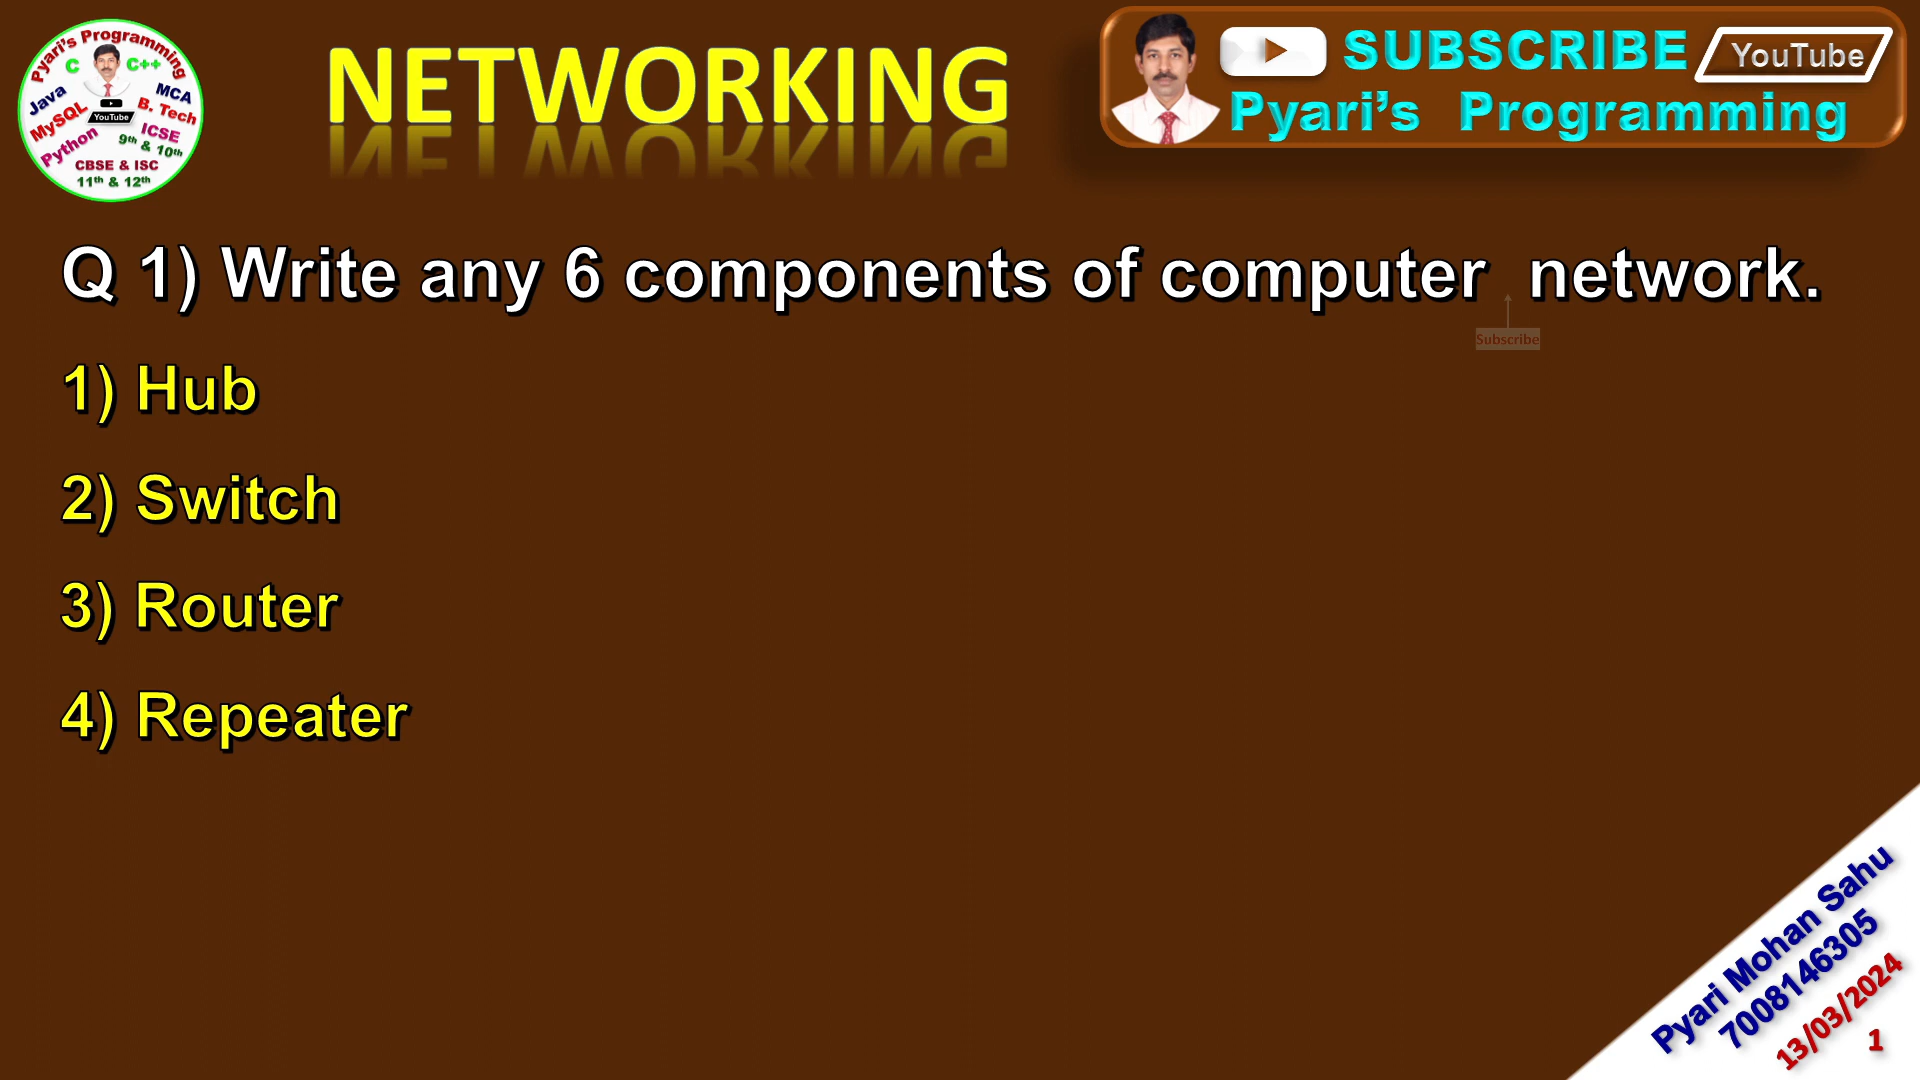 Pyari's Programming
C
C++
Java
MCA
MySQL
B. Tech
YouTube
Python
ICSE
9th & 10th
CBSE & ISC
11th & 12th
NETWORKING
SUBSCRIBE YouTube
Pyari's Programming
Q 1) Write any 6 components of computer network.
Subscribe
1) Hub
2) Switch
3) Router
4) Repeater
Pyari Mohan Sahu
7008146305
13/03/2024
1